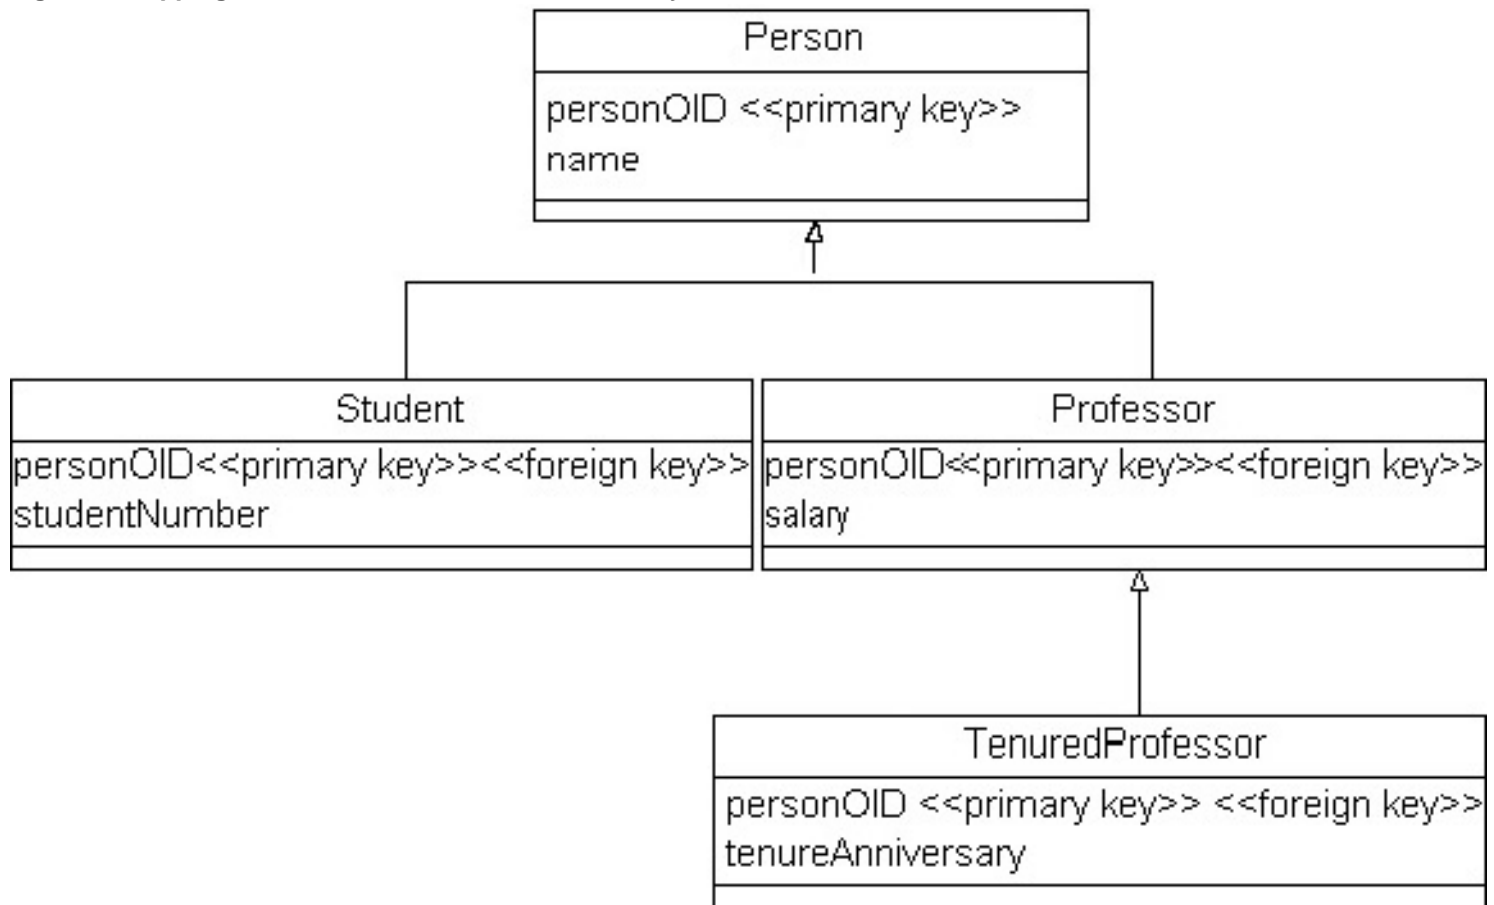 Person
personOID <<primary key>>
name
Student
personOID<<primary key>><<foreign key>>
studentNumber
Professor
personOID<<primary key>><<foreign key>>
salary
TenuredProfessor
personOID <<primary key>> <<foreign key>>
tenureAnniversary